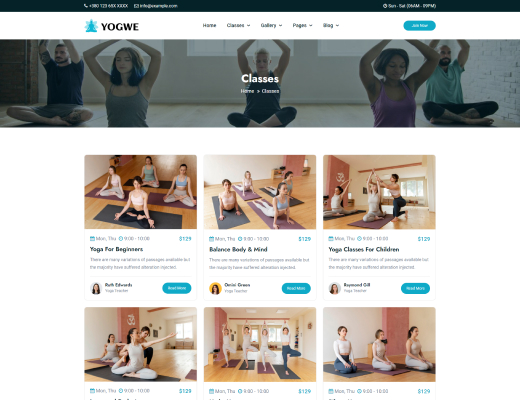 +380 123 69X XXXX info@example.com Sun - Sat (06AM - 09PM)
YOGWE Home Classes Gallery Pages Blog Join Now
Classes
Home » Classes
Mon, Thu 9:00 - 10:00 $129
Yoga For Beginners
There are many variations of passages available but
the majority have suffered alteration injected.
Ruth Edwards
Yoga Teacher
Read More
Mon, Thu 9:00 - 10:00 $129
Balance Body & Mind
There are many variations of passages available but
the majority have suffered alteration injected.
Omini Green
Yoga Teacher
Read More
Mon, Thu 9:00 - 10:00 $129
Yoga Classes For Children
There are many variations of passages available but
the majority have suffered alteration injected.
Raymond Gill
Yoga Teacher
Read More
Mon, Thu 9:00 - 10:00 $129
Mon, Thu 9:00 - 10:00 $129
Mon, Thu 9:00 - 10:00 $129